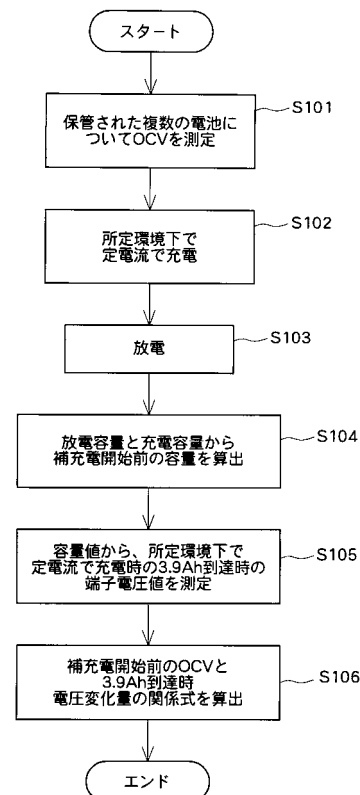 スタート
保管された複数の電池に
ついてOCVを測定
S101
所定環境下で
定電流で充電
S102
放電
S103
放電容量と充電容量から
補充電開始前の容量を算出
S104
容量値から、所定環境下で
定電流で充電時の3.9Ah到達時の
端子電圧値を測定
S105
補充電開始前のOCVと
3.9Ah到達時
電圧変化量の関係式を算出
S106
エンド